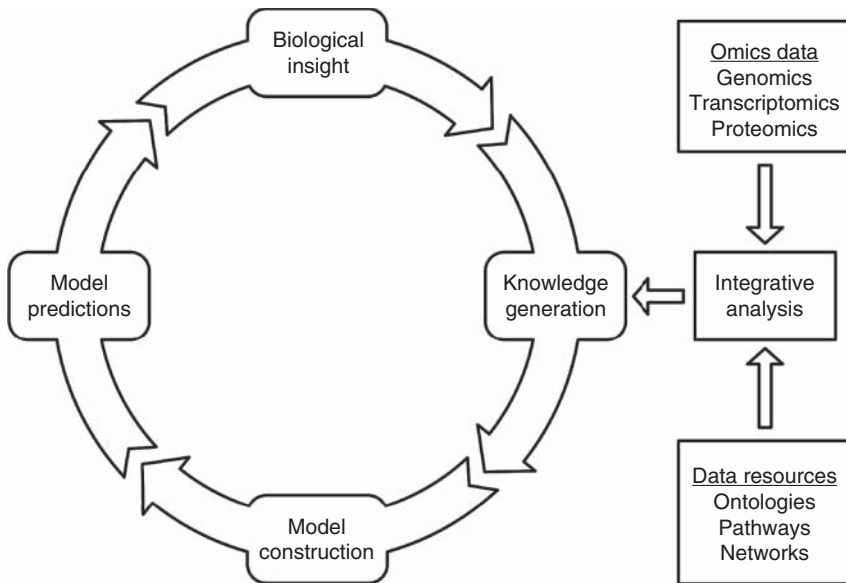 Biological
insight
Knowledge
generation
Model
construction
Model
predictions
Omics data
Genomics
Transcriptomics
Proteomics
Integrative
analysis
Data resources
Ontologies
Pathways
Networks